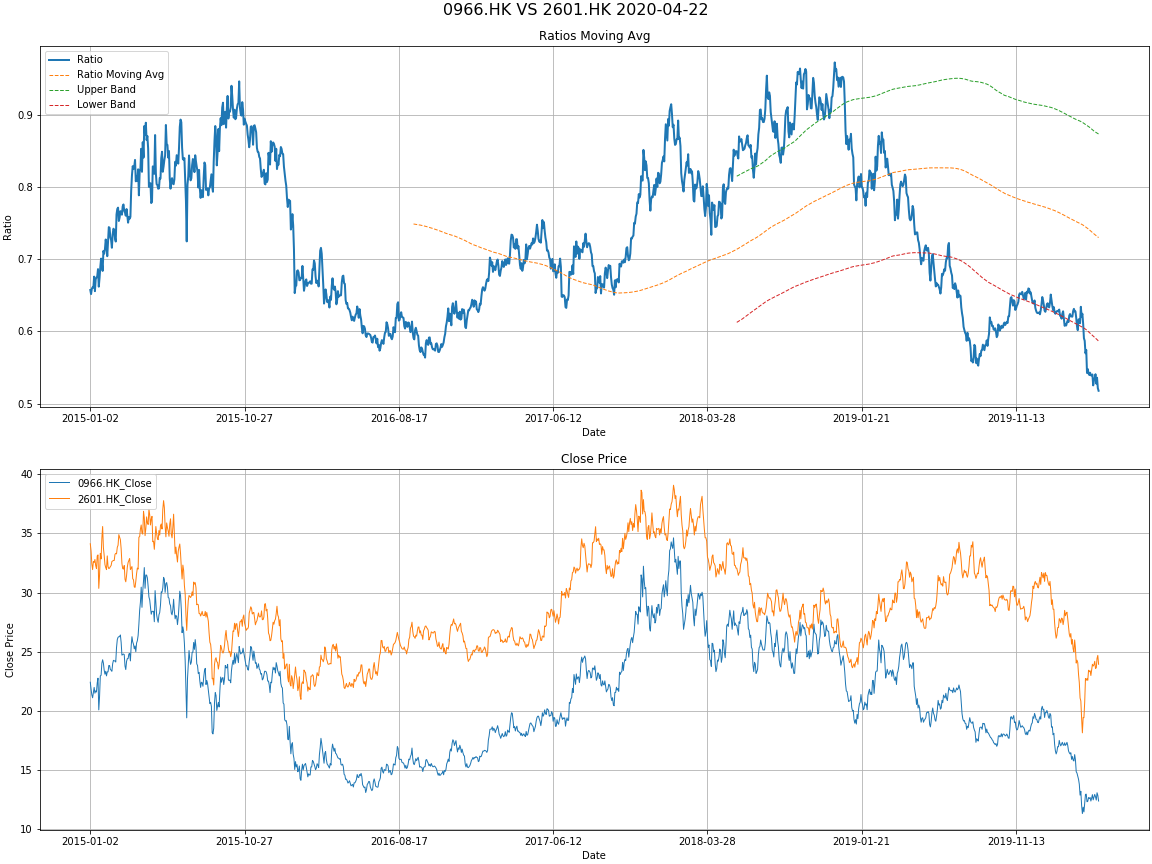 0966.HK VS 2601.HK 2020-04-22
Ratios Moving Avg
Ratio
Ratio Moving Avg
Upper Band
Lower Band
Ratio
0.9
0.8
0.7
0.6
0.5
2015-01-02 2015-10-27 2016-08-17 2017-06-12 2018-03-28 2019-01-21 2019-11-13
Date
Close Price
0966.HK_Close
2601.HK_Close
Close Price
40
35
30
25
20
15
10
2015-01-02 2015-10-27 2016-08-17 2017-06-12 2018-03-28 2019-01-21 2019-11-13
Date